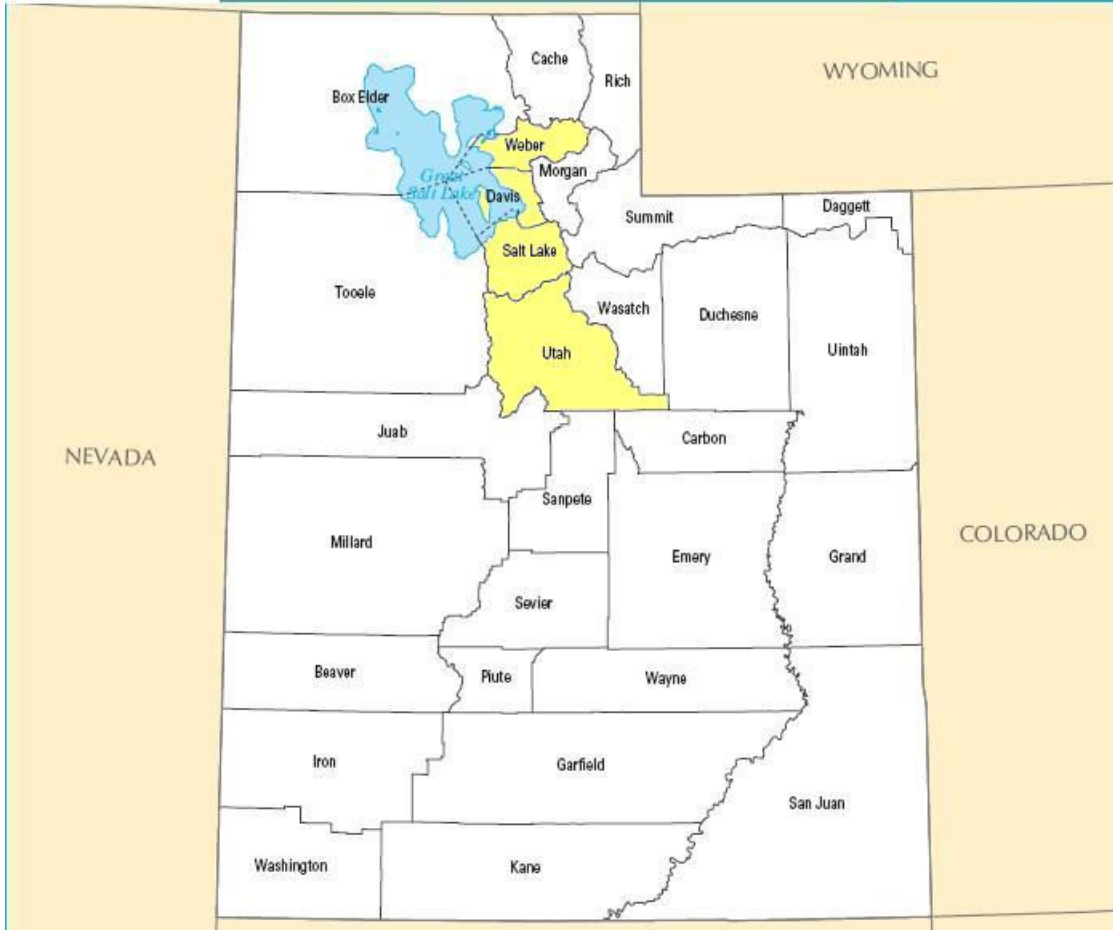 Cache
WYOMING
Rich
Box Elder
Weber
Morgan
Great
Salt Lake
Davis
Daggett
Summit
Salt Lake
Tooele
Wasatch
Duchesne
Uintah
Utah
Juab
Carbon
NEVADA
Sanpete
COLORADO
Millard
Emery
Grand
Sevier
Beaver
Piute
Wayne
Iron
Garfield
San Juan
Washington
Kane